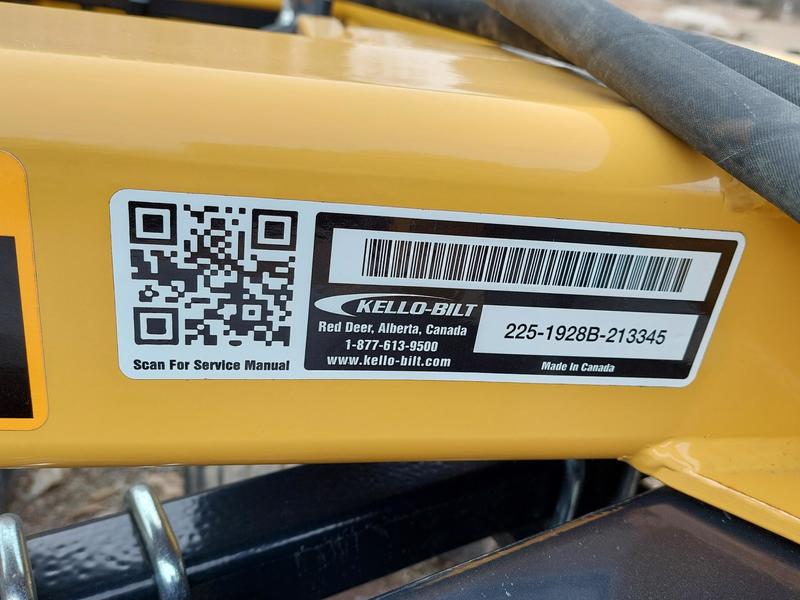 Scan For Service Manual
KELLO-BILT
Red Deer, Alberta, Canada
1-877-613-9500
www.kello-bilt.com
225-1928B-213345
Made In Canada